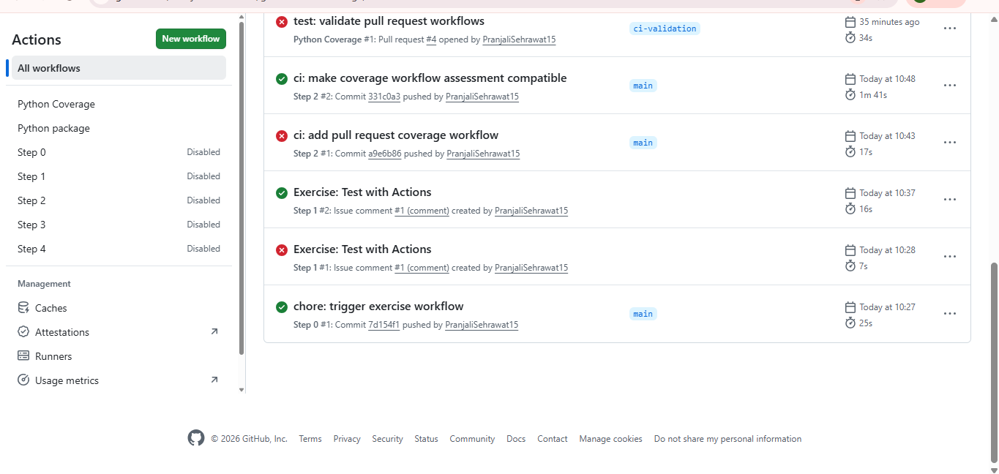 Actions
New workflow
All workflows
Python Coverage
Python package
Step 0 Disabled
Step 1 Disabled
Step 2 Disabled
Step 3 Disabled
Step 4 Disabled
Management
Caches
Attestations
Runners
Usage metrics
test: validate pull request workflows
Python Coverage #1: Pull request #4 opened by PranjaliSehrawat15
ci-validation
35 minutes ago
34s
ci: make coverage workflow assessment compatible
Step 2 #2: Commit 331c0a3 pushed by PranjaliSehrawat15
main
Today at 10:48
1m 41s
ci: add pull request coverage workflow
Step 2 #1: Commit a9e6b86 pushed by PranjaliSehrawat15
main
Today at 10:43
17s
Exercise: Test with Actions
Step 1 #2: Issue comment #1 (comment) created by PranjaliSehrawat15
Today at 10:37
16s
Exercise: Test with Actions
Step 1 #1: Issue comment #1 (comment) created by PranjaliSehrawat15
Today at 10:28
7s
chore: trigger exercise workflow
Step 0 #1: Commit 7d154f1 pushed by PranjaliSehrawat15
main
Today at 10:27
25s
© 2026 GitHub, Inc. Terms Privacy Security Status Community Docs Contact Manage cookies Do not share my personal information